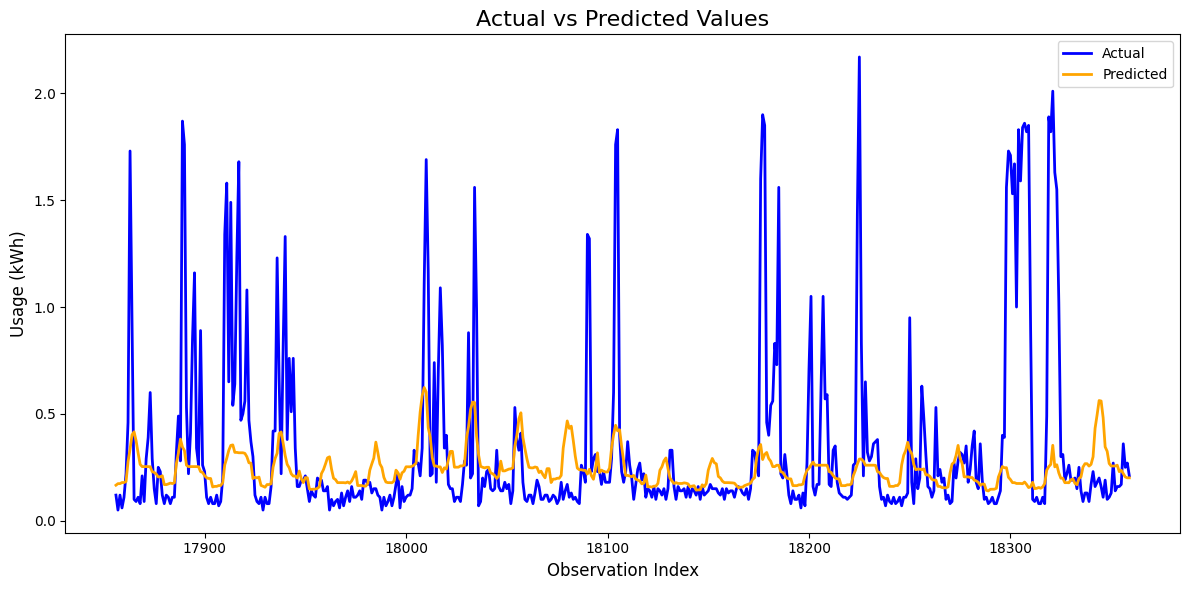 Actual vs Predicted Values
Actual
Predicted
Usage (kWh)
2.0
1.5
1.0
0.5
0.0
17900 18000 18100 18200 18300
Observation Index